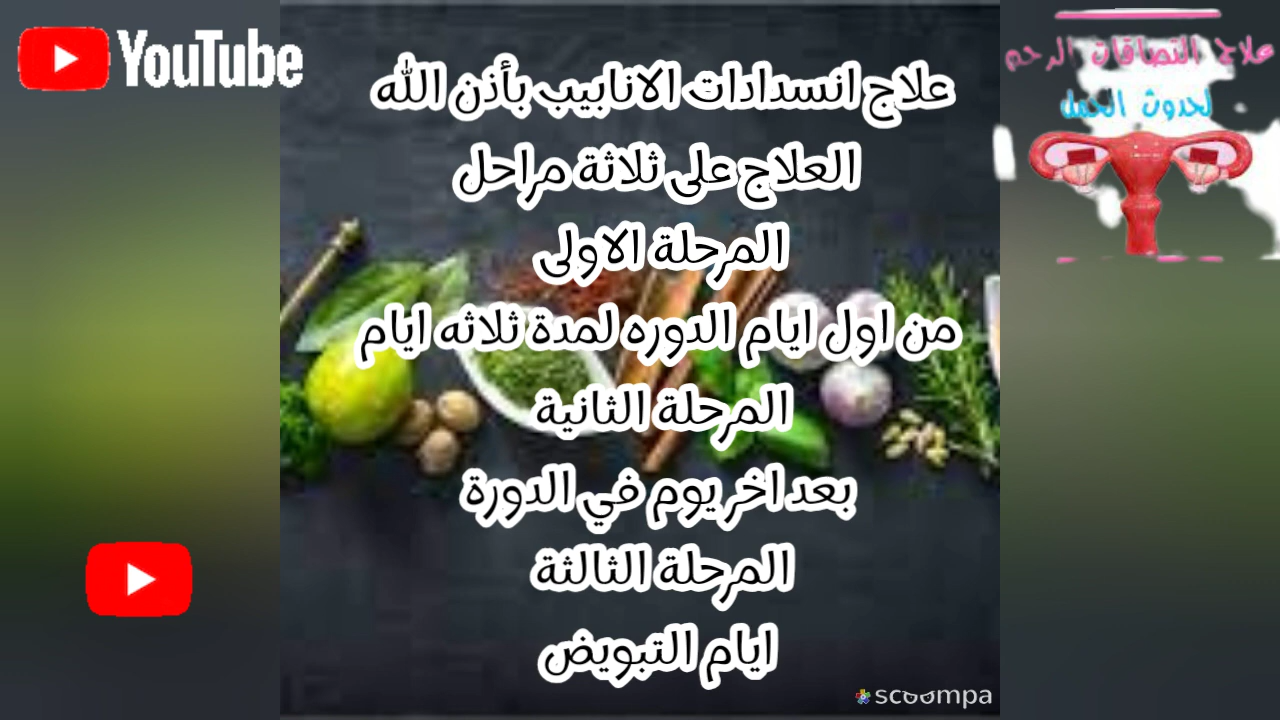 YouTube
علاج التصاقات الرحم
لحدوث الحمل
علاج انسدادات الانابيب بأذن الله
العلاج على ثلاثة مراحل
المرحلة الاولى
من اول ايام الدوره لمدة ثلاثه ايام
المرحلة الثانية
بعد اخر يوم في الدورة
المرحلة الثالثة
ايام التبويض
scoompa